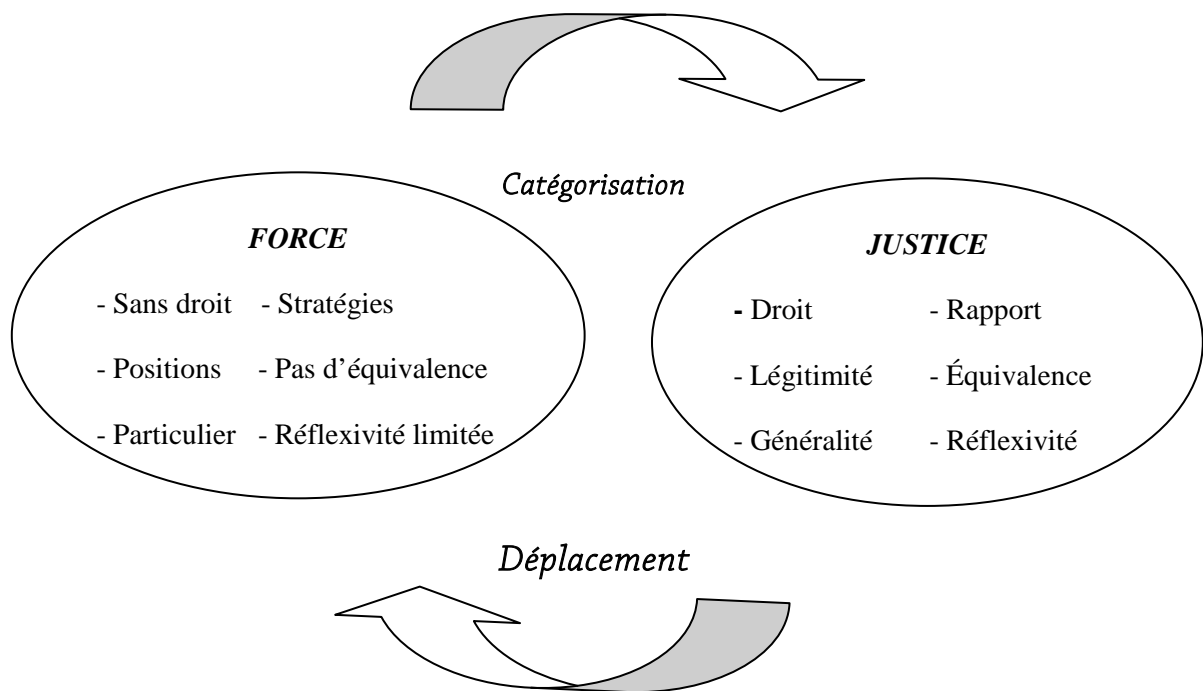 Catégorisation
FORCE
- Sans droit - Stratégies
- Positions - Pas d’équivalence
- Particulier - Réflexivité limitée
JUSTICE
- Droit - Rapport
- Légitimité - Équivalence
- Généralité - Réflexivité
Déplacement